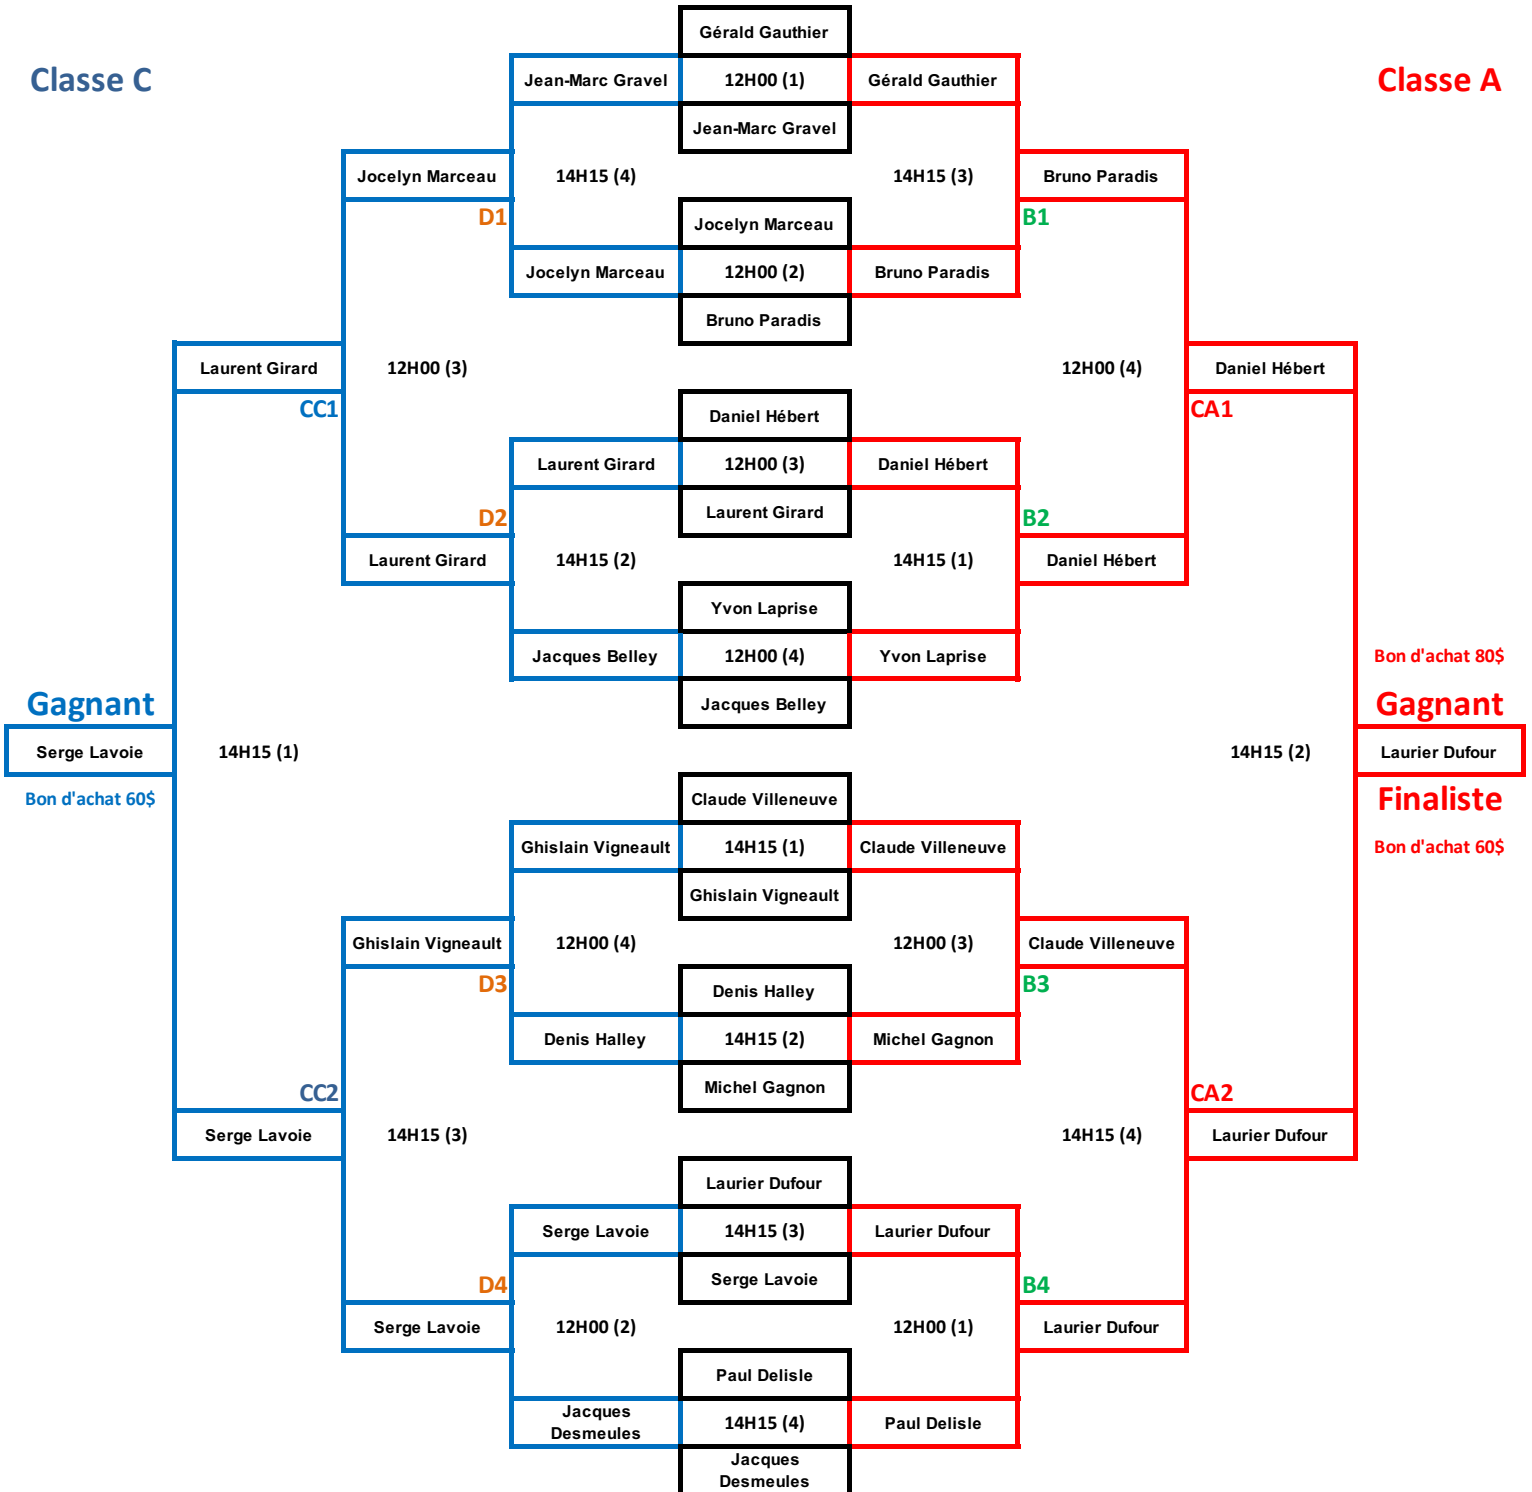 Gérald Gauthier
Classe C
Jean-Marc Gravel
12H00 (1)
Gérald Gauthier
Classe A
Jean-Marc Gravel
Jocelyn Marceau
14H15 (4)
14H15 (3)
Bruno Paradis
D1
Jocelyn Marceau
B1
Jocelyn Marceau
12H00 (2)
Bruno Paradis
Bruno Paradis
Laurent Girard
12H00 (3)
12H00 (4)
Daniel Hébert
CC1
Daniel Hébert
CA1
Laurent Girard
12H00 (3)
Daniel Hébert
D2
Laurent Girard
B2
Laurent Girard
14H15 (2)
14H15 (1)
Daniel Hébert
Yvon Laprise
Jacques Belley
12H00 (4)
Yvon Laprise
Bon d'achat 80$
Gagnant
Jacques Belley
Gagnant
Serge Lavoie
14H15 (1)
14H15 (2)
Laurier Dufour
Bon d'achat 60$
Claude Villeneuve
Finaliste
Ghislain Vigneault
14H15 (1)
Claude Villeneuve
Bon d'achat 60$
Ghislain Vigneault
Ghislain Vigneault
12H00 (4)
12H00 (3)
Claude Villeneuve
D3
Denis Halley
B3
Denis Halley
14H15 (2)
Michel Gagnon
CC2
Michel Gagnon
CA2
Serge Lavoie
14H15 (3)
14H15 (4)
Laurier Dufour
Laurier Dufour
Serge Lavoie
14H15 (3)
Laurier Dufour
D4
Serge Lavoie
B4
Serge Lavoie
12H00 (2)
12H00 (1)
Laurier Dufour
Paul Delisle
Jacques
Desmeules
14H15 (4)
Paul Delisle
Jacques
Desmeules